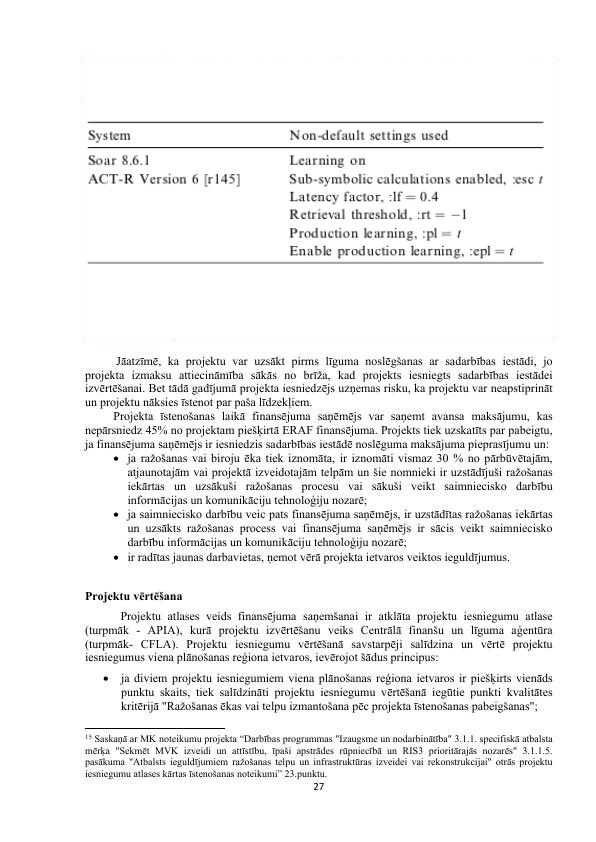 System Non-default settings used
Soar 8.6.1 Learning on
ACT-R Version 6 [r145] Sub-symbolic calculations enabled, :esc t
Latency factor, :lf = 0.4
Retrieval threshold, :rt = −1
Production learning, :pl = t
Enable production learning, :epl = t
Jāatzīmē, ka projektu var uzsākt pirms līguma noslēgšanas ar sadarbības iestādi, jo
projekta izmaksu attiecināmība sākās no brīža, kad projekts iesniegts sadarbības iestādei
izvērtēšanai. Bet tādā gadījumā projekta iesniedzējs uzņemas risku, ka projektu var neapstiprināt
un projektu nāksies īstenot par paša līdzekļiem.
Projekta īstenošanas laikā finansējuma saņēmējs var saņemt avansa maksājumu, kas
nepārsniedz 45% no projektam piešķirtā ERAF finansējuma. Projekts tiek uzskatīts par pabeigtu,
ja finansējuma saņēmējs ir iesniedzis sadarbības iestādē noslēguma maksājuma pieprasījumu un:
• ja ražošanas vai biroju ēka tiek iznomāta, ir iznomāti vismaz 30 % no pārbūvētajām,
atjaunotajām vai projektā izveidotajām telpām un šie nomnieki ir uzstādījuši ražošanas
iekārtas un uzsākuši ražošanas procesu vai sākuši veikt saimniecisko darbību
informācijas un komunikāciju tehnoloģiju nozarē;
• ja saimniecisko darbību veic pats finansējuma saņēmējs, ir uzstādītas ražošanas iekārtas
un uzsākts ražošanas process vai finansējuma saņēmējs ir sācis veikt saimniecisko
darbību informācijas un komunikāciju tehnoloģiju nozarē;
• ir radītas jaunas darbavietas, ņemot vērā projekta ietvaros veiktos ieguldījumus.
Projektu vērtēšana
Projektu atlases veids finansējuma saņemšanai ir atklāta projektu iesniegumu atlase
(turpmāk - APIA), kurā projektu izvērtēšanu veiks Centrālā finanšu un līguma aģentūra
(turpmāk- CFLA). Projektu iesniegumu vērtēšanā savstarpēji salīdzina un vērtē projektu
iesniegumus viena plānošanas reģiona ietvaros, ievērojot šādus principus:
• ja diviem projektu iesniegumiem viena plānošanas reģiona ietvaros ir piešķirts vienāds
punktu skaits, tiek salīdzināti projektu iesniegumu vērtēšanā iegūtie punkti kvalitātes
kritērijā "Ražošanas ēkas vai telpu izmantošana pēc projekta īstenošanas pabeigšanas";
15 Saskaņā ar MK noteikumu projekta “Darbības programmas "Izaugsme un nodarbinātība" 3.1.1. specifiskā atbalsta
mērķa "Sekmēt MVK izveidi un attīstību, īpaši apstrādes rūpniecībā un RIS3 prioritārajās nozarēs" 3.1.1.5.
pasākuma "Atbalsts ieguldījumiem ražošanas telpu un infrastruktūras izveidei vai rekonstrukcijai" otrās projektu
iesniegumu atlases kārtas īstenošanas noteikumi” 23.punktu.
27